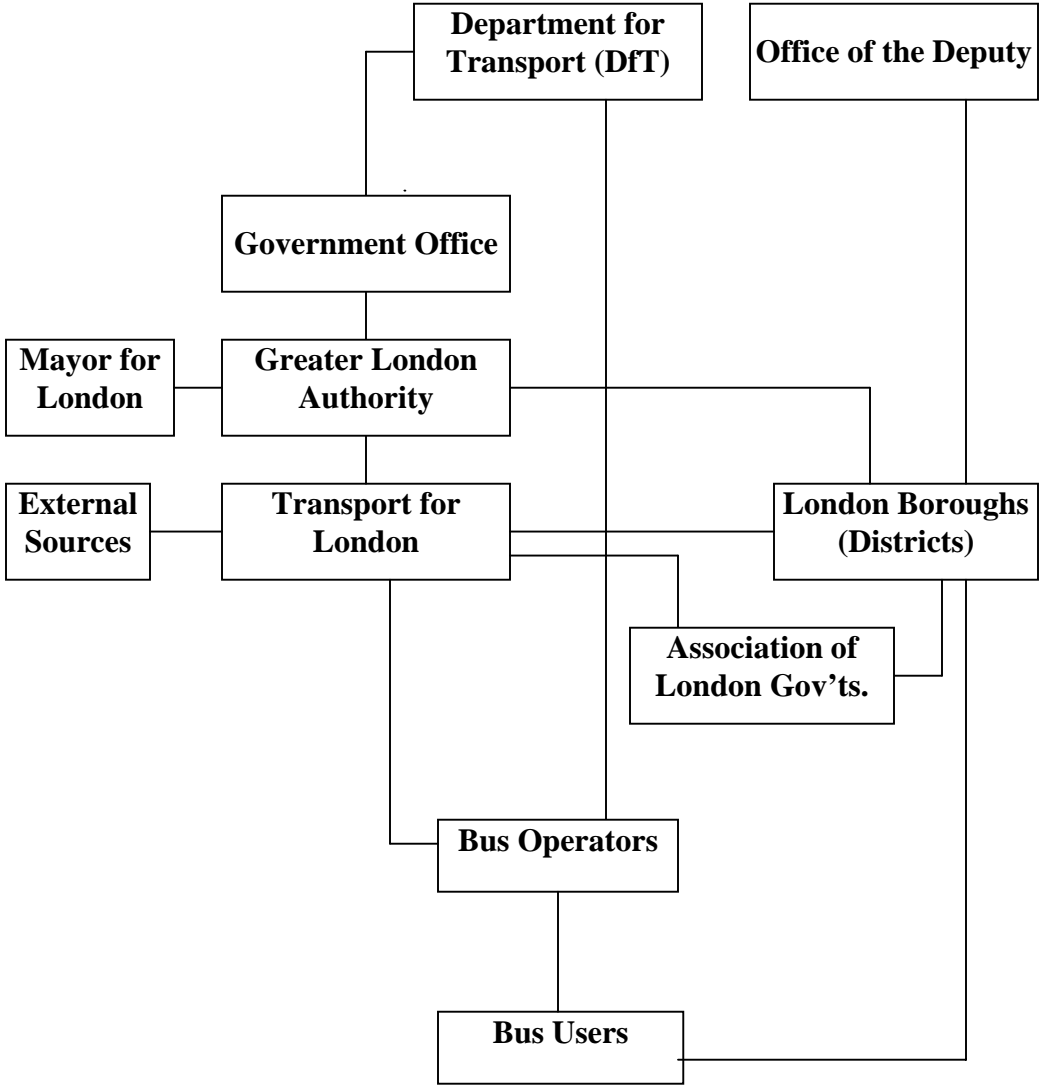 Department for
Transport (DfT)
Office of the Deputy
Government Office
Mayor for
London
Greater London
Authority
External
Sources
Transport for
London
London Boroughs
(Districts)
Association of
London Gov’ts.
Bus Operators
Bus Users